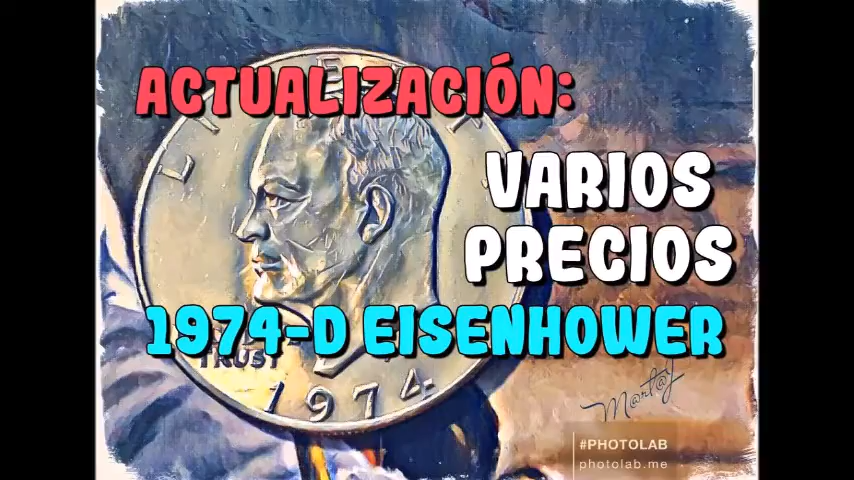 LIBERTY
ACTUALIZACIÓN:
VARIOS
PRECIOS
1974-D EISENHOWER
TRUST
1974
#PHOTOLAB
photolab.me